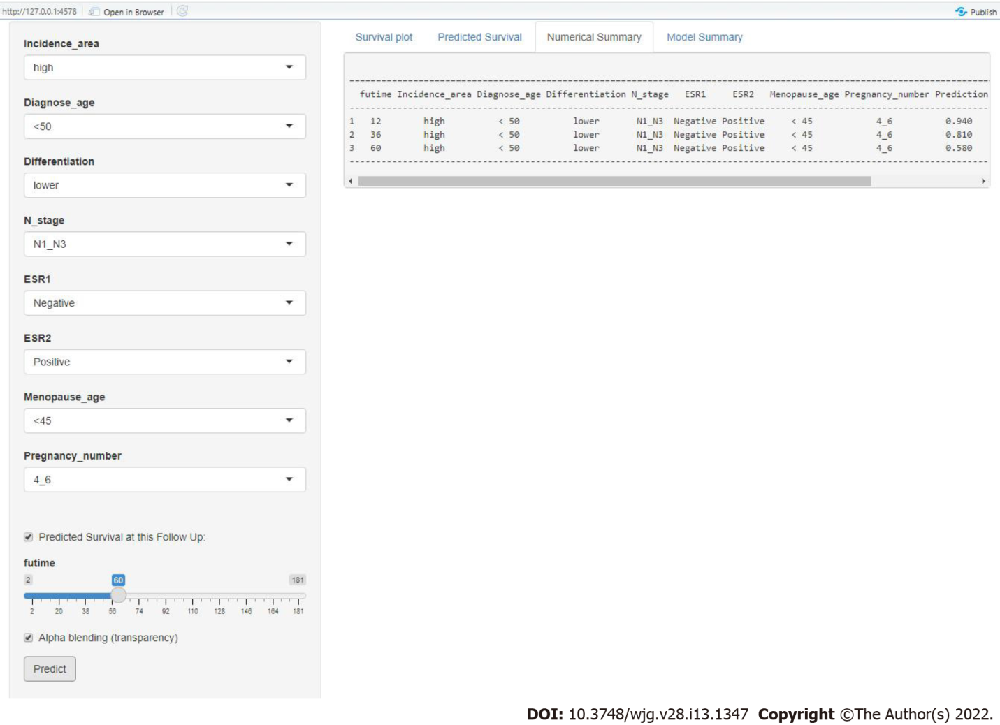 http://127.0.0.1:4578 Open in Browser Publish
Incidence_area
high
Diagnose_age
<50
Differentiation
lower
N_stage
N1_N3
ESR1
Negative
ESR2
Positive
Menopause_age
<45
Pregnancy_number
4_6
Predicted Survival at this Follow Up:
futime
2 60 181
2 20 38 56 74 92 110 128 146 164 181
Alpha blending (transparency)
Predict
Survival plot Predicted Survival Numerical Summary Model Summary
futime Incidence_area Diagnose_age Differentiation N_stage ESR1 ESR2 Menopause_age Pregnancy_number Prediction
1 12 high < 50 lower N1_N3 Negative Positive < 45 4_6 0.940
2 36 high < 50 lower N1_N3 Negative Positive < 45 4_6 0.810
3 60 high < 50 lower N1_N3 Negative Positive < 45 4_6 0.580
DOI: 10.3748/wjg.v28.i13.1347 Copyright ©The Author(s) 2022.